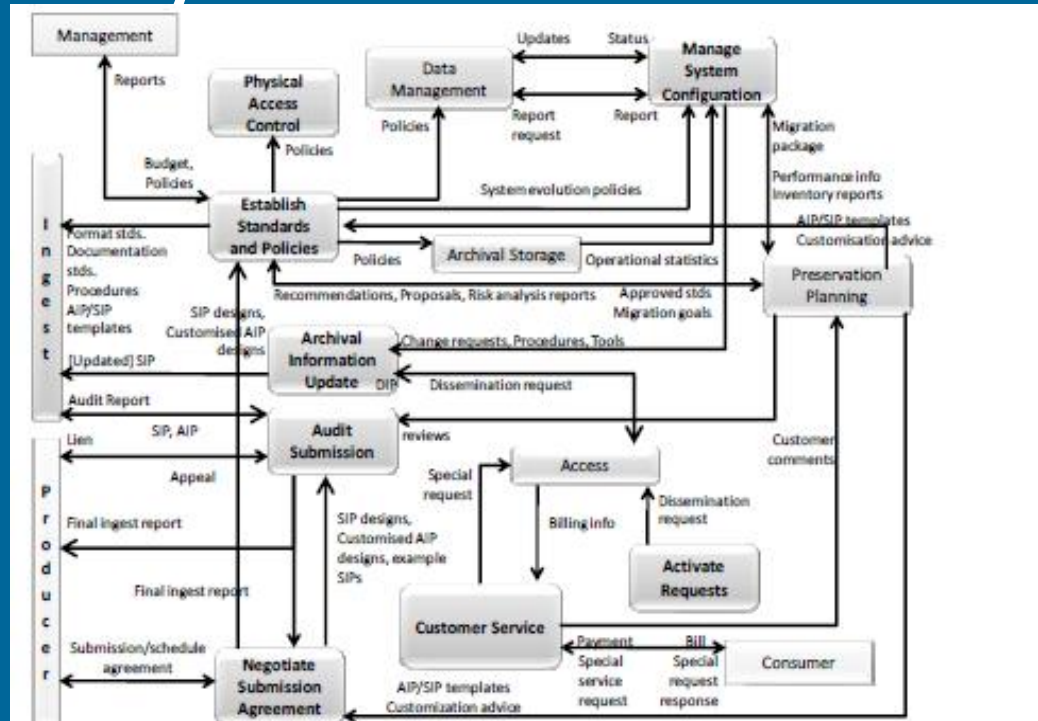 Management
Reports
Physical
Access
Control
Data
Management
Updates
Status
Manage
System
Configuration
Report
request
Report
Policies
Policies
Migration
package
Budget,
Policies
System evolution policies
Performance info
Inventory reports
Establish
Standards
and Policies
AIP/SIP templates
Customisation advice
Ingest
Format stds.
Documentation
stds.
Procedures
AIP/SIP
templates
Policies
Archival Storage
Operational statistics
Preservation
Planning
Recommendations, Proposals, Risk analysis reports
Approved stds
Migration goals
SIP designs,
Customised AIP
designs
Archival
Information
Update
Change requests, Procedures, Tools
[Updated] SIP
DIP
Dissemination request
Audit Report
SIP, AIP
Audit
Submission
reviews
Lien
Appeal
Customer
comments
Access
Special
request
Producer
Final ingest report
SIP designs,
Customised AIP
designs, example
SIPs
Billing info
Dissemination
request
Activate
Requests
Final ingest report
Customer Service
Submission/schedule
agreement
Negotiate
Submission
Agreement
Payment
Special
service
request
Bill
Special
request
response
Consumer
AIP/SIP templates
Customization advice